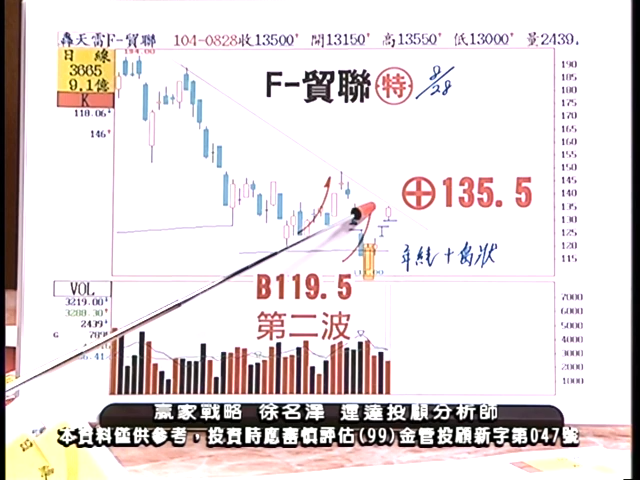 轟天雷F-貿聯 104-0828收13500' 開13150' 高13550' 低13000' 量2439.
日 線
3665
9.1億
K
118.06'
146'
F-貿聯 特 8/28
190
185
180
175
170
165
160
155
150
145
140
135
130
125
120
115
135.5
B119.5
第二波
VOL
3219.00'
3208.30'
2439'
G 789'
7000
6000
5000
4000
3000
2000
1000
贏家戰略 徐名澤 運達投顧分析師
本資料僅供參考，投資時應審慎評估(99)金管投顧新字第047號